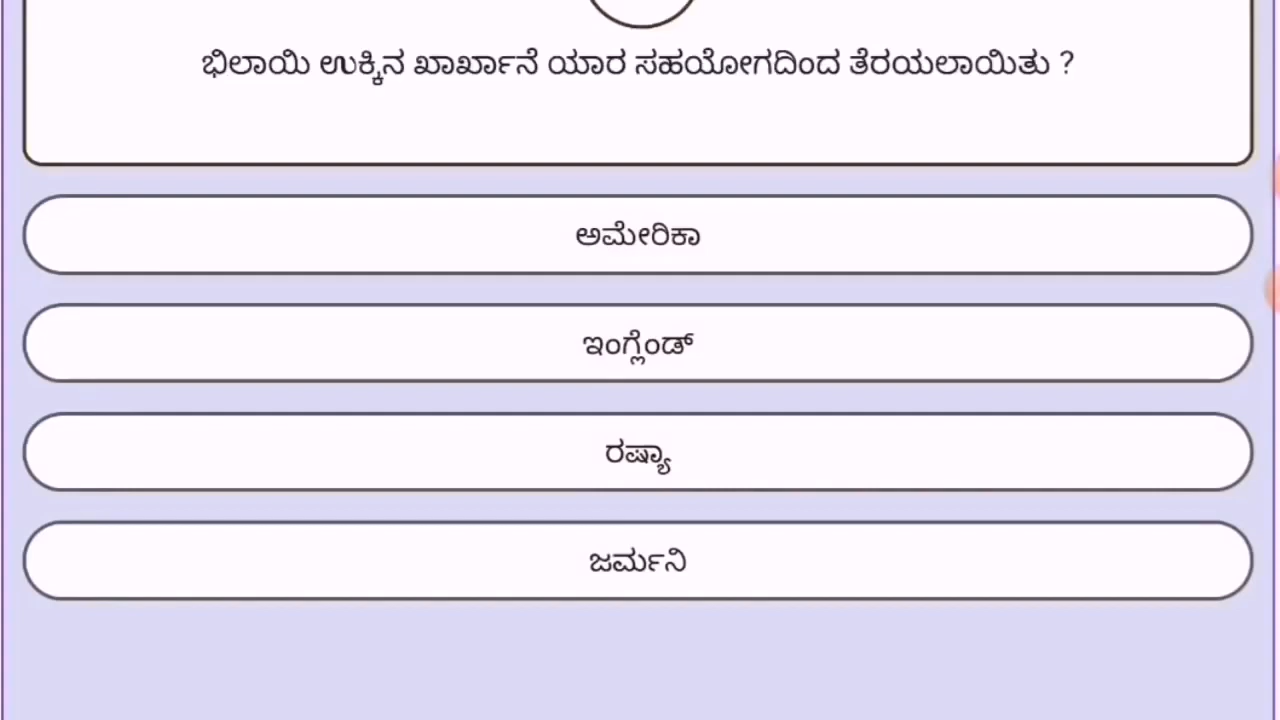 ಭಿಲಾಯಿ ಉಕ್ಕಿನ ಖಾರ್ಖಾನೆ ಯಾರ ಸಹಯೋಗದಿಂದ ತೆರಯಲಾಯಿತು ?
ಅಮೇರಿಕಾ
ಇಂಗ್ಲೆಂಡ್
ರಷ್ಯಾ
ಜರ್ಮನಿ